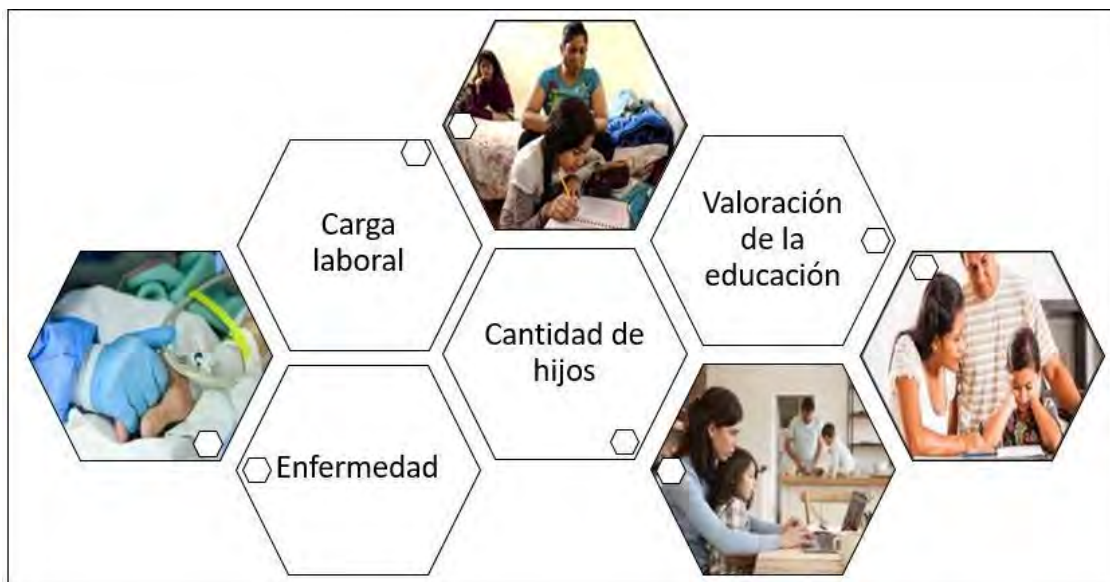 Carga
laboral
Valoración
de la
educación
Cantidad de
hijos
Enfermedad